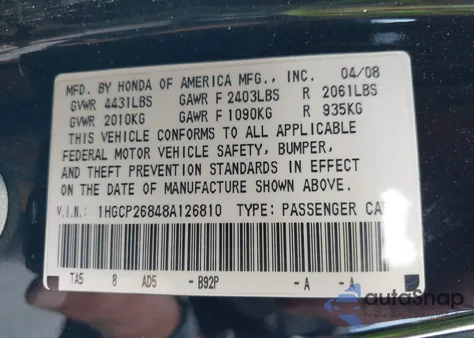 MFD. BY HONDA OF AMERICA MFG., INC. 04/08
GVWR 4431LBS GAWR F 2403LBS R 2061LBS
GVWR 2010KG GAWR F 1090KG R 935KG
THIS VEHICLE CONFORMS TO ALL APPLICABLE
FEDERAL MOTOR VEHICLE SAFETY, BUMPER,
AND THEFT PREVENTION STANDARDS IN EFFECT
ON THE DATE OF MANUFACTURE SHOWN ABOVE.
V.I.N.: 1HGCP26848A126810 TYPE: PASSENGER CAR
TA5 8 AD5 - B92P -A -A
autoSnap